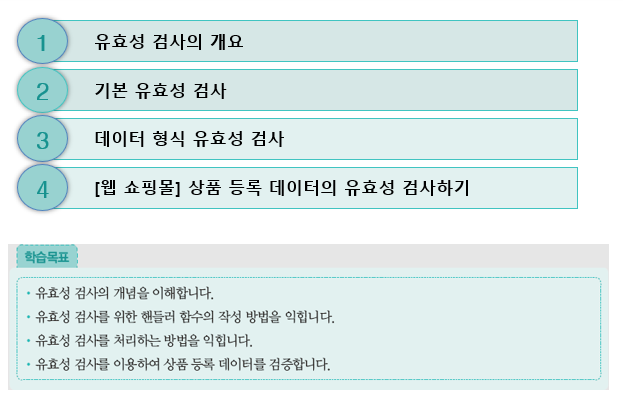 1 유효성 검사의 개요
2 기본 유효성 검사
3 데이터 형식 유효성 검사
4 [웹 쇼핑몰] 상품 등록 데이터의 유효성 검사하기
학습목표
• 유효성 검사의 개념을 이해합니다.
• 유효성 검사를 위한 핸들러 함수의 작성 방법을 익힙니다.
• 유효성 검사를 처리하는 방법을 익힙니다.
• 유효성 검사를 이용하여 상품 등록 데이터를 검증합니다.